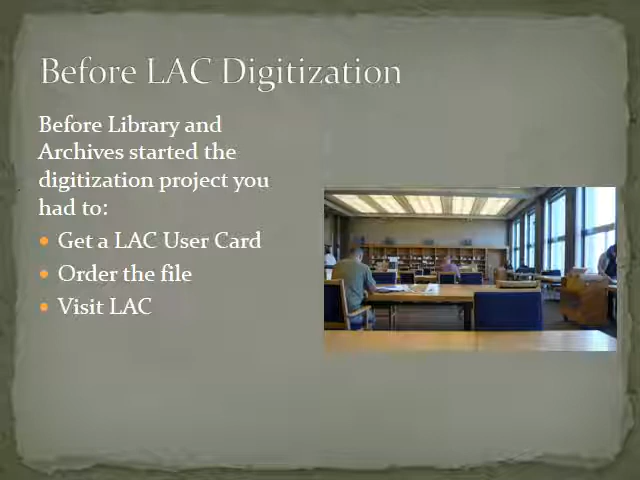 Before LAC Digitization
Before Library and
Archives started the
digitization project you
had to:
• Get a LAC User Card
• Order the file
• Visit LAC